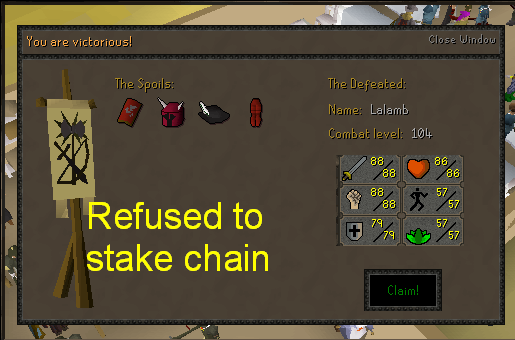 You are victorious!
Close Window
The Spoils:
The Defeated:
Name: Lalamb
Combat level: 104
88/88
86/86
88/88
57/57
79/79
57/57
Refused to
stake chain
Claim!